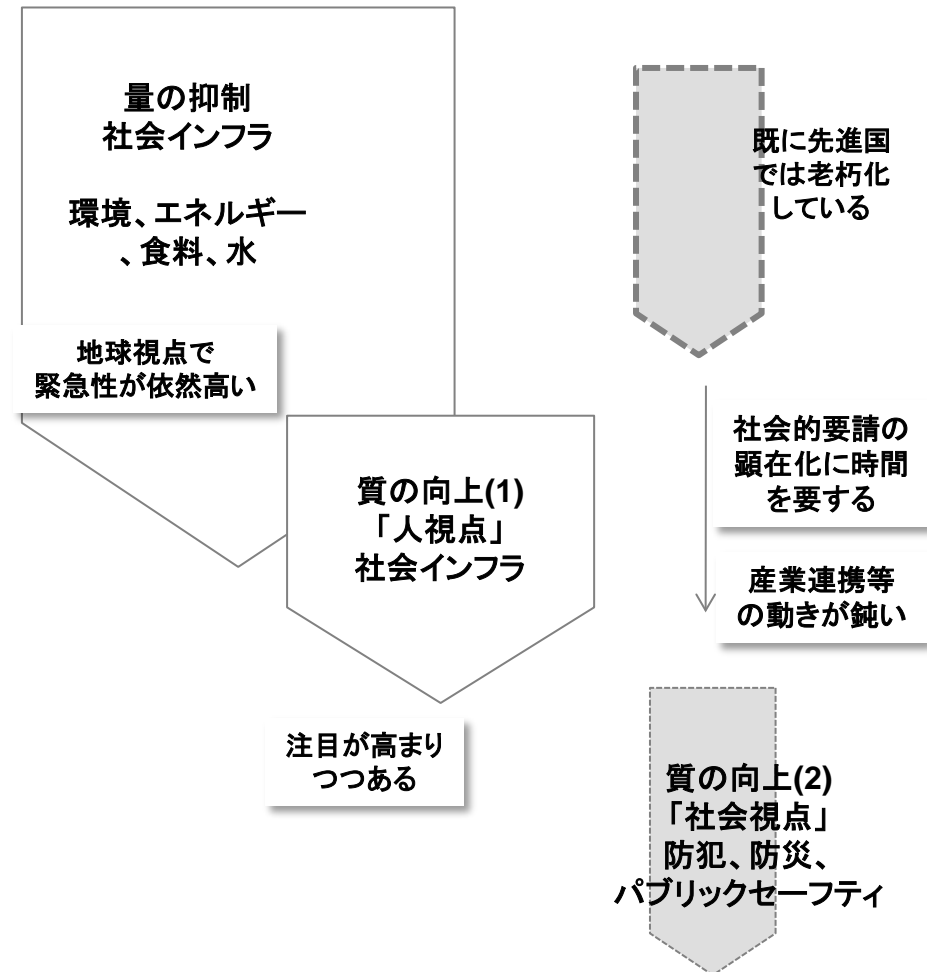 量の抑制
社会インフラ
環境、エネルギー
、食料、水
地球視点で
緊急性が依然高い
質の向上(1)
「人視点」
社会インフラ
注目が高まり
つつある
既に先進国
では老朽化
している
社会的要請の
顕在化に時間
を要する
産業連携等
の動きが鈍い
質の向上(2)
「社会視点」
防犯、防災、
パブリックセーフティ